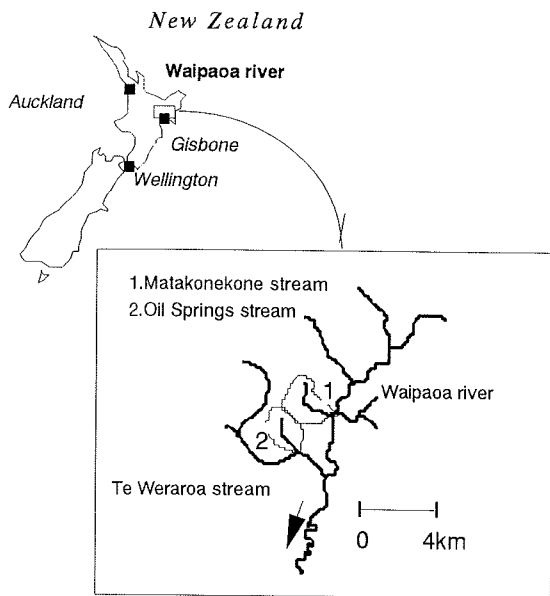 New Zealand
Waipaoa river
Auckland
Gisbone
Wellington
1.Matakonekone stream
2.Oil Springs stream
1
Waipaoa river
2
Te Weraroa stream
0 4km